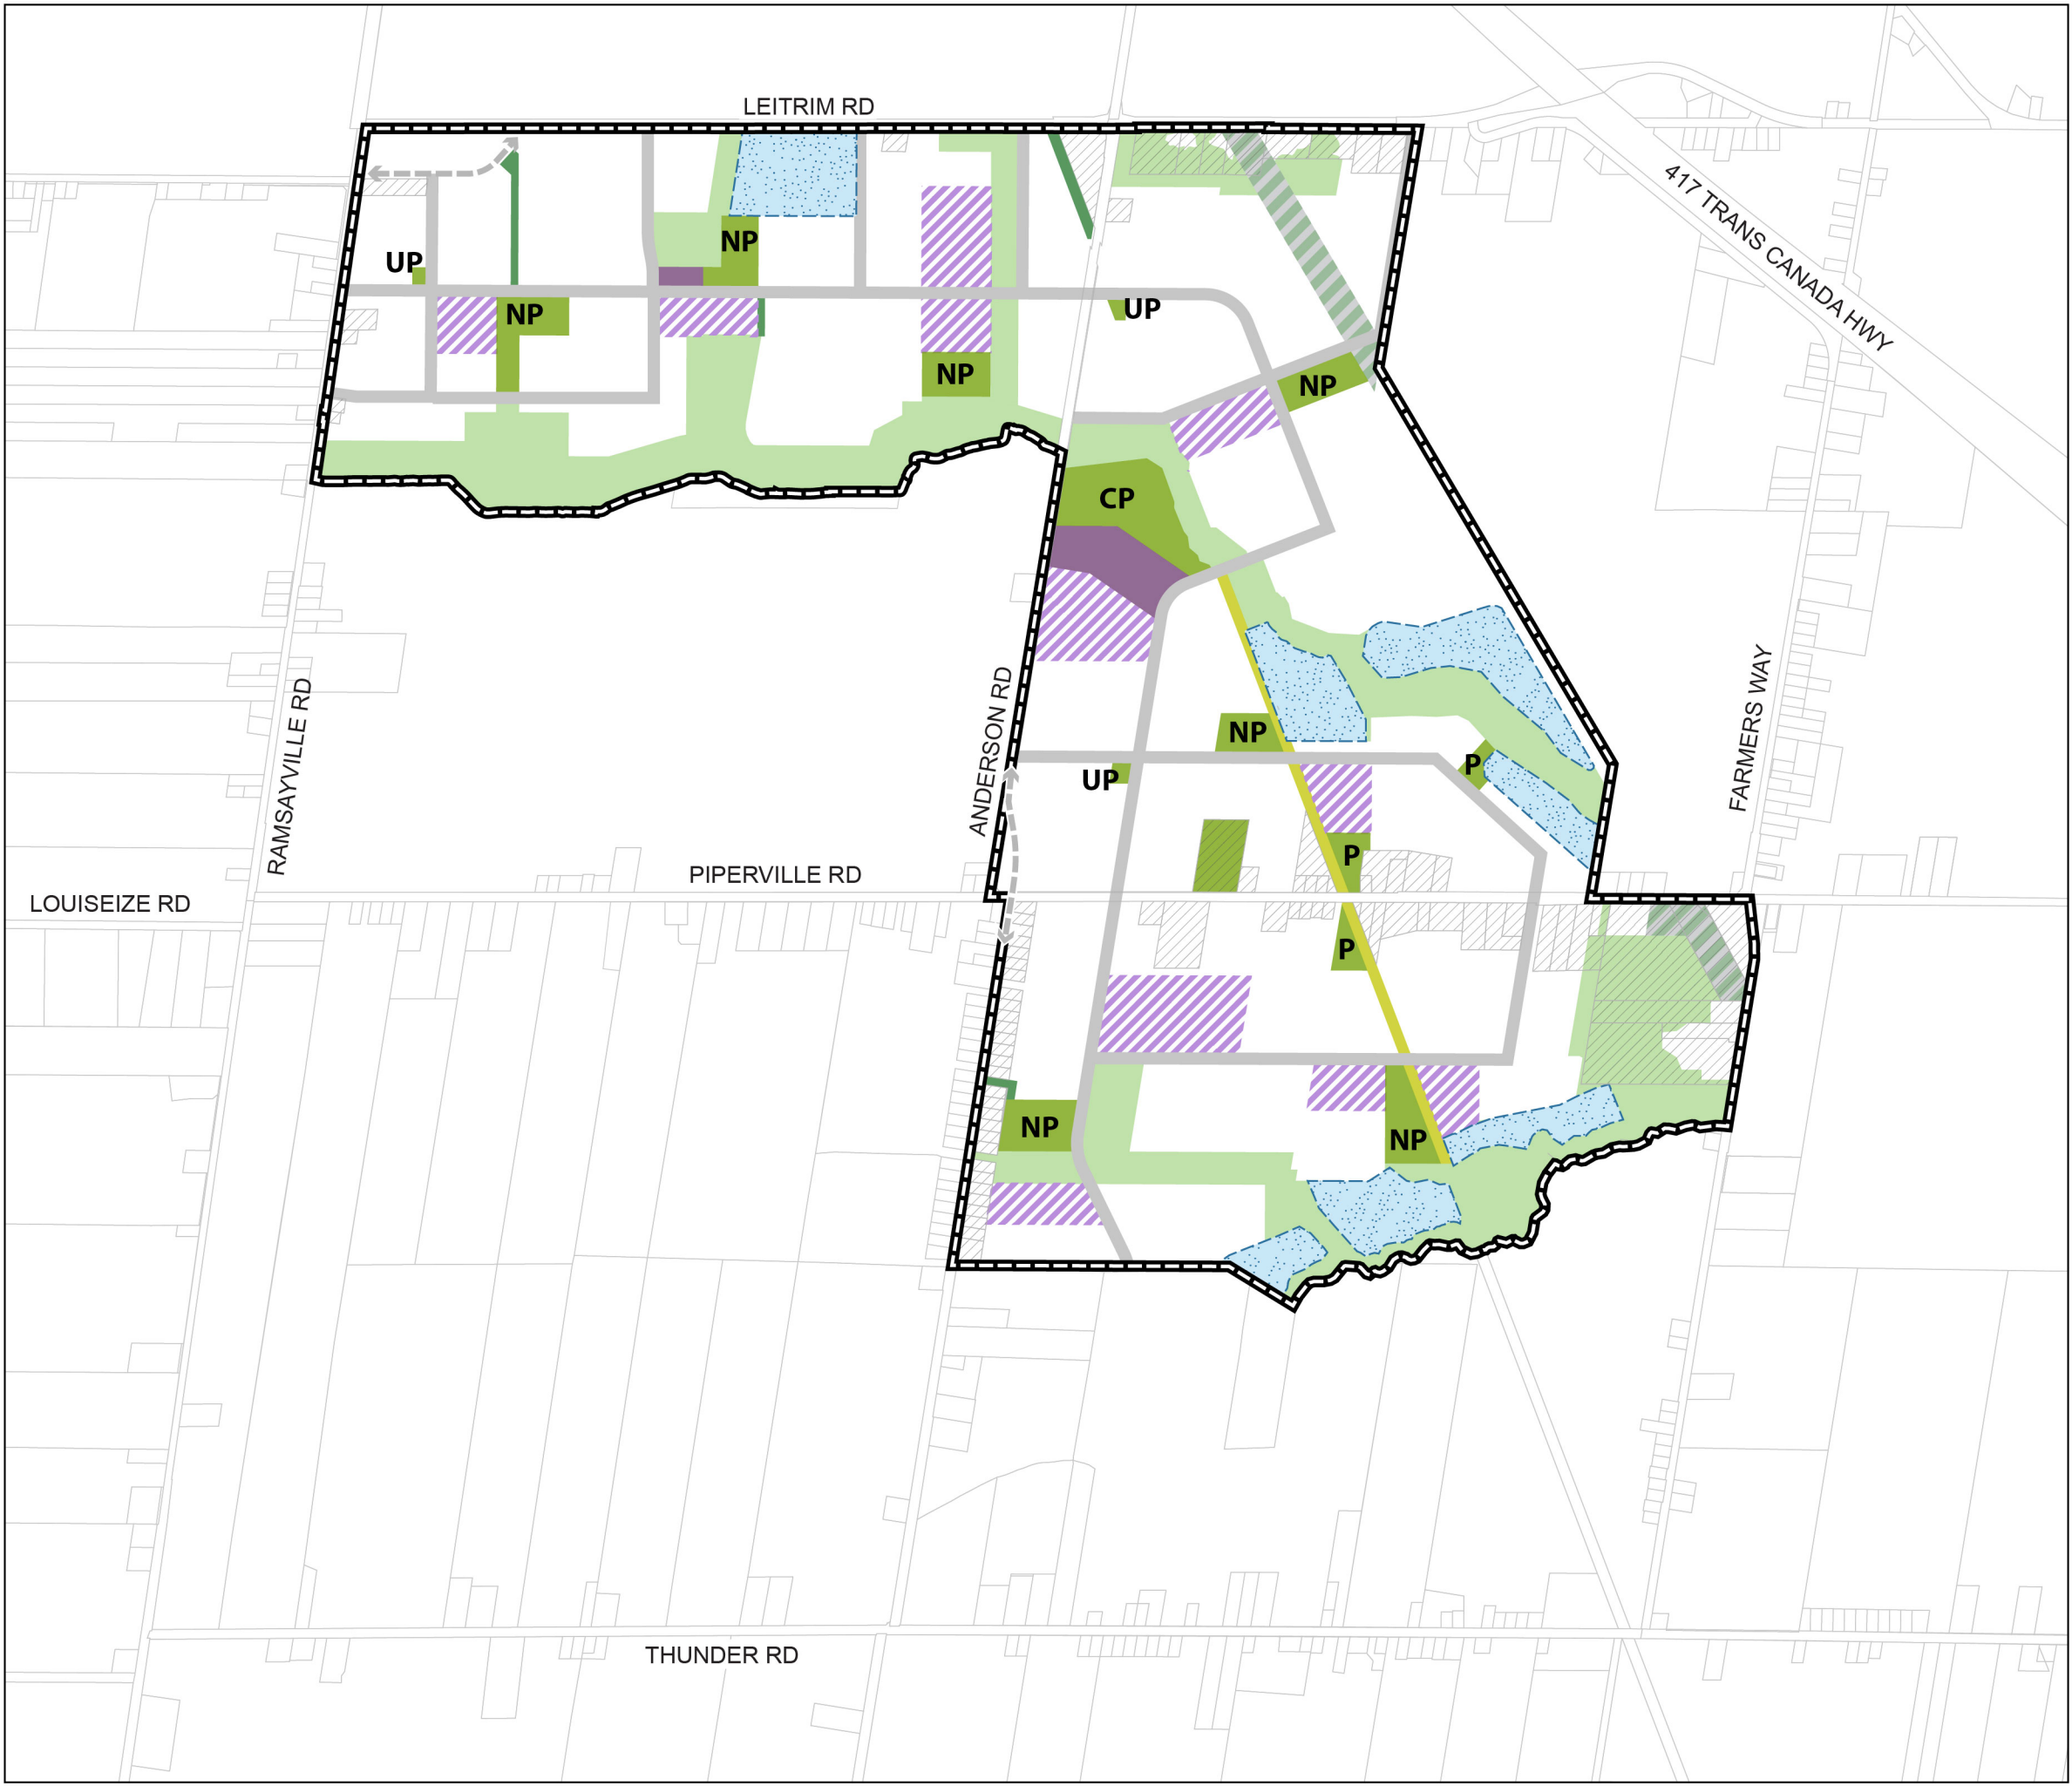 LEITRIM RD
417 TRANS CANADA HWY
NP
UP
UP
NP
NP
NP
CP
FARMERS WAY
RAMSAYVILLE RD
ANDERSON RD
NP
P
UP
P
PIPERVILLE RD
LOUISEIZE RD
P
NP
NP
THUNDER RD